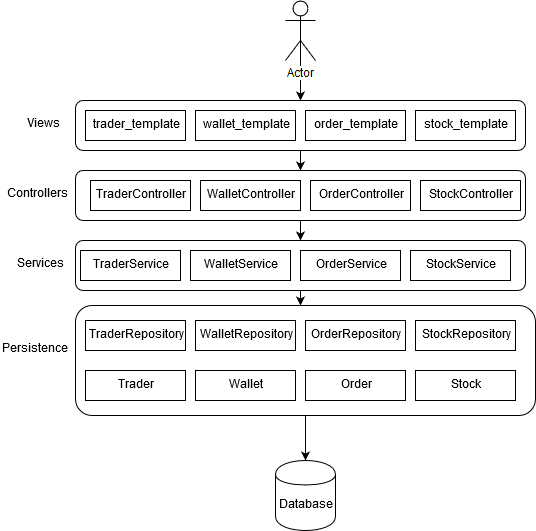 Actor
Views
trader_template
wallet_template
order_template
stock_template
Controllers
TraderController
WalletController
OrderController
StockController
Services
TraderService
WalletService
OrderService
StockService
Persistence
TraderRepository
WalletRepository
OrderRepository
StockRepository
Trader
Wallet
Order
Stock
Database